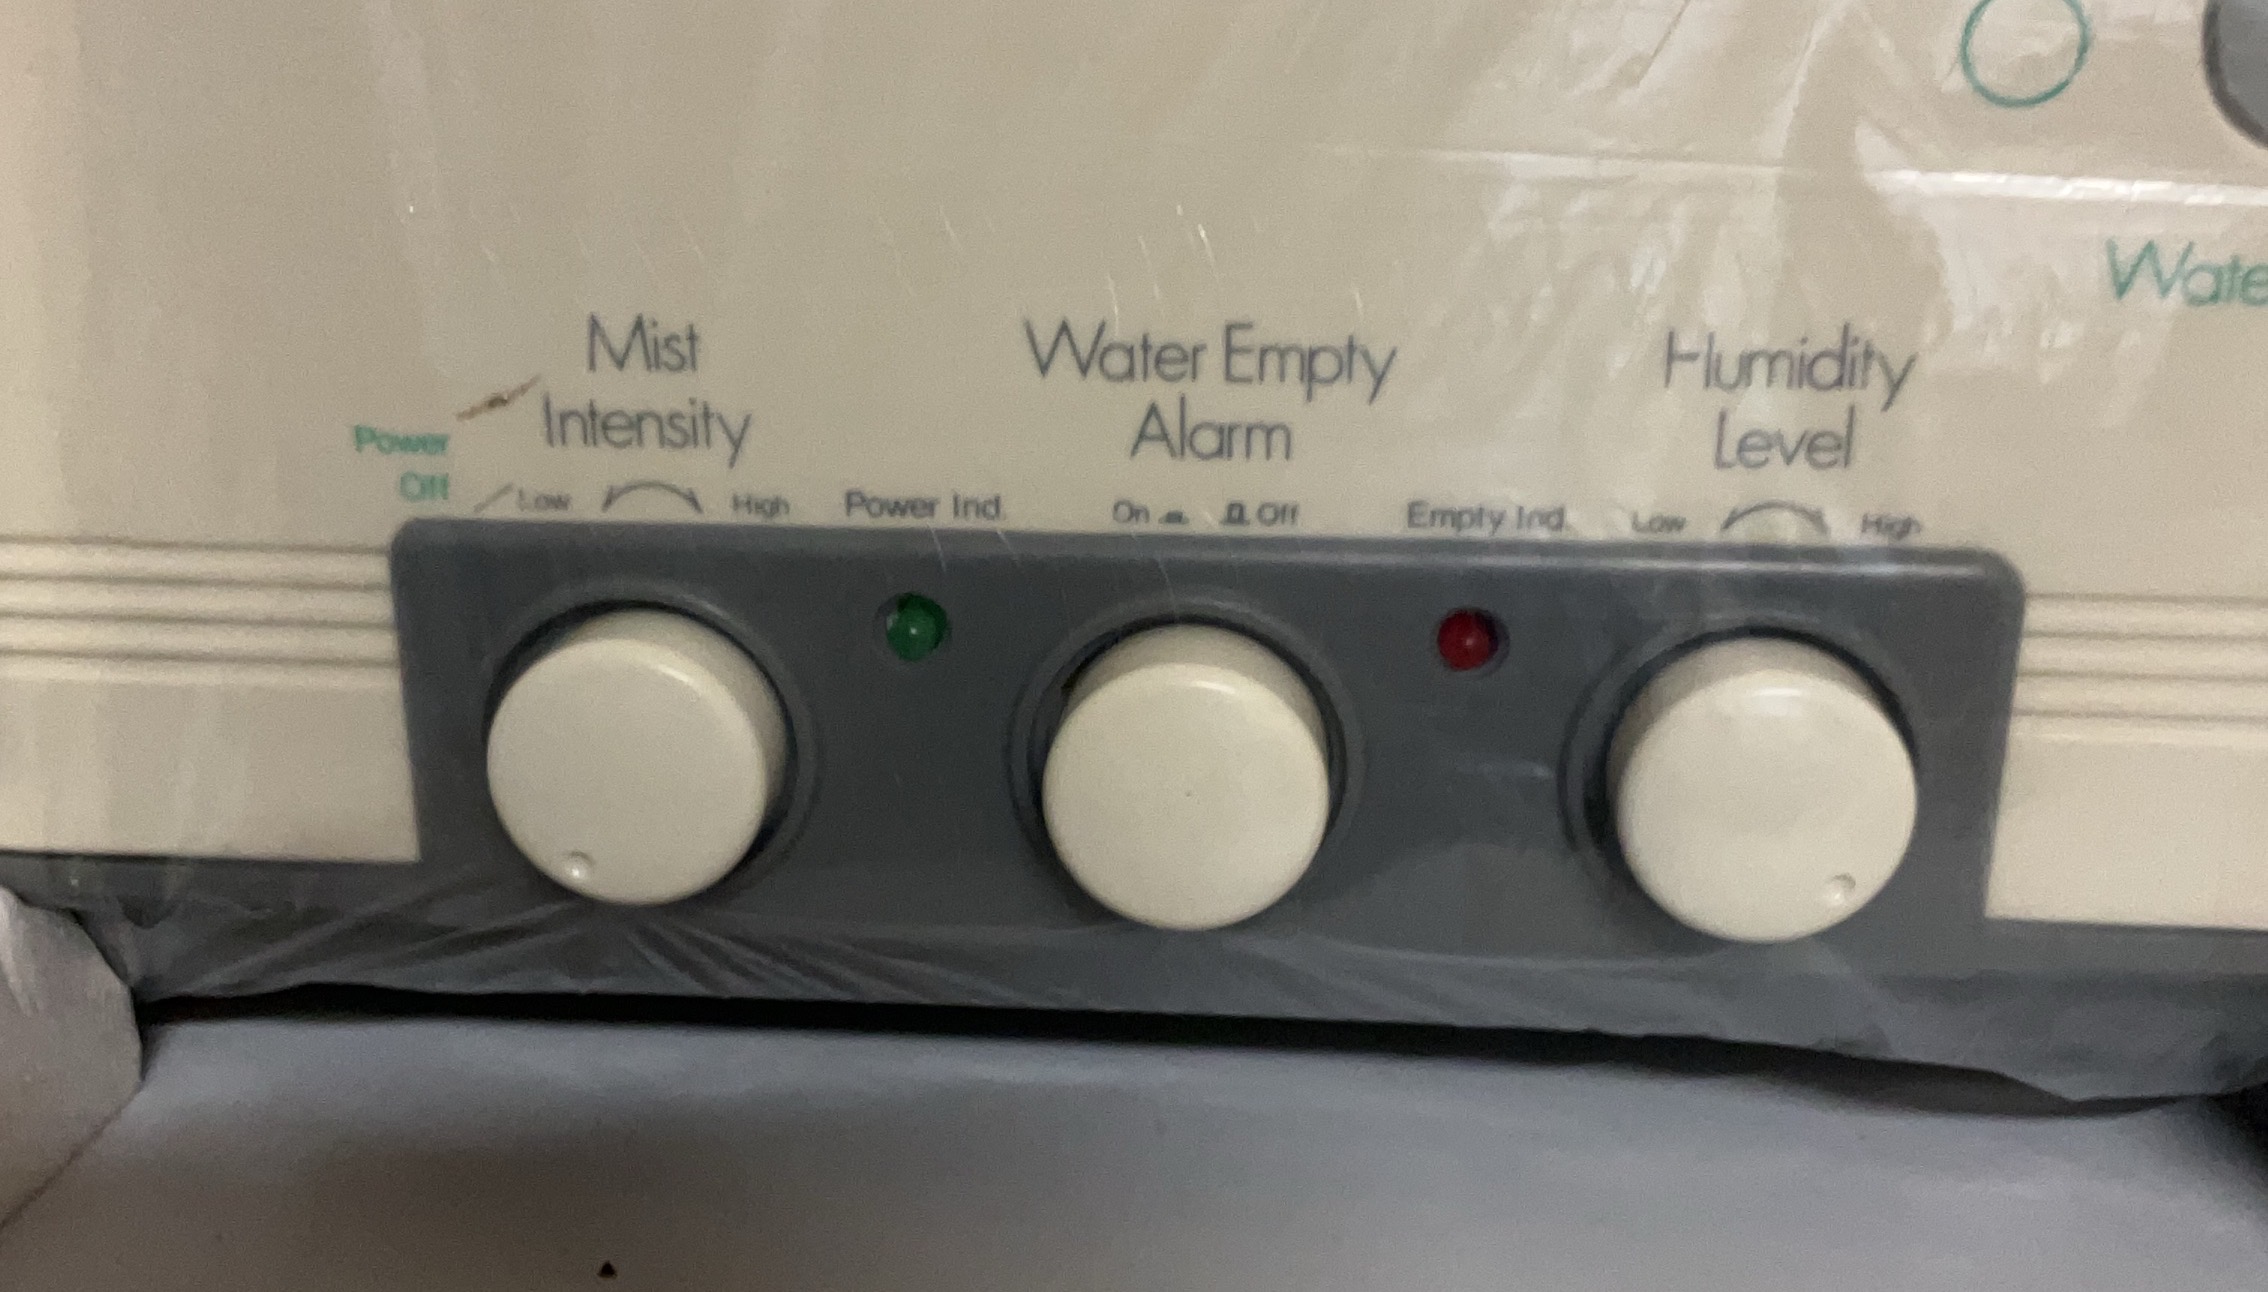 Mist
Intensity
Power
Off
Low
High
Power Ind.
Water Empty
Alarm
On
Off
Empty Ind.
Humidity
Level
Low
High